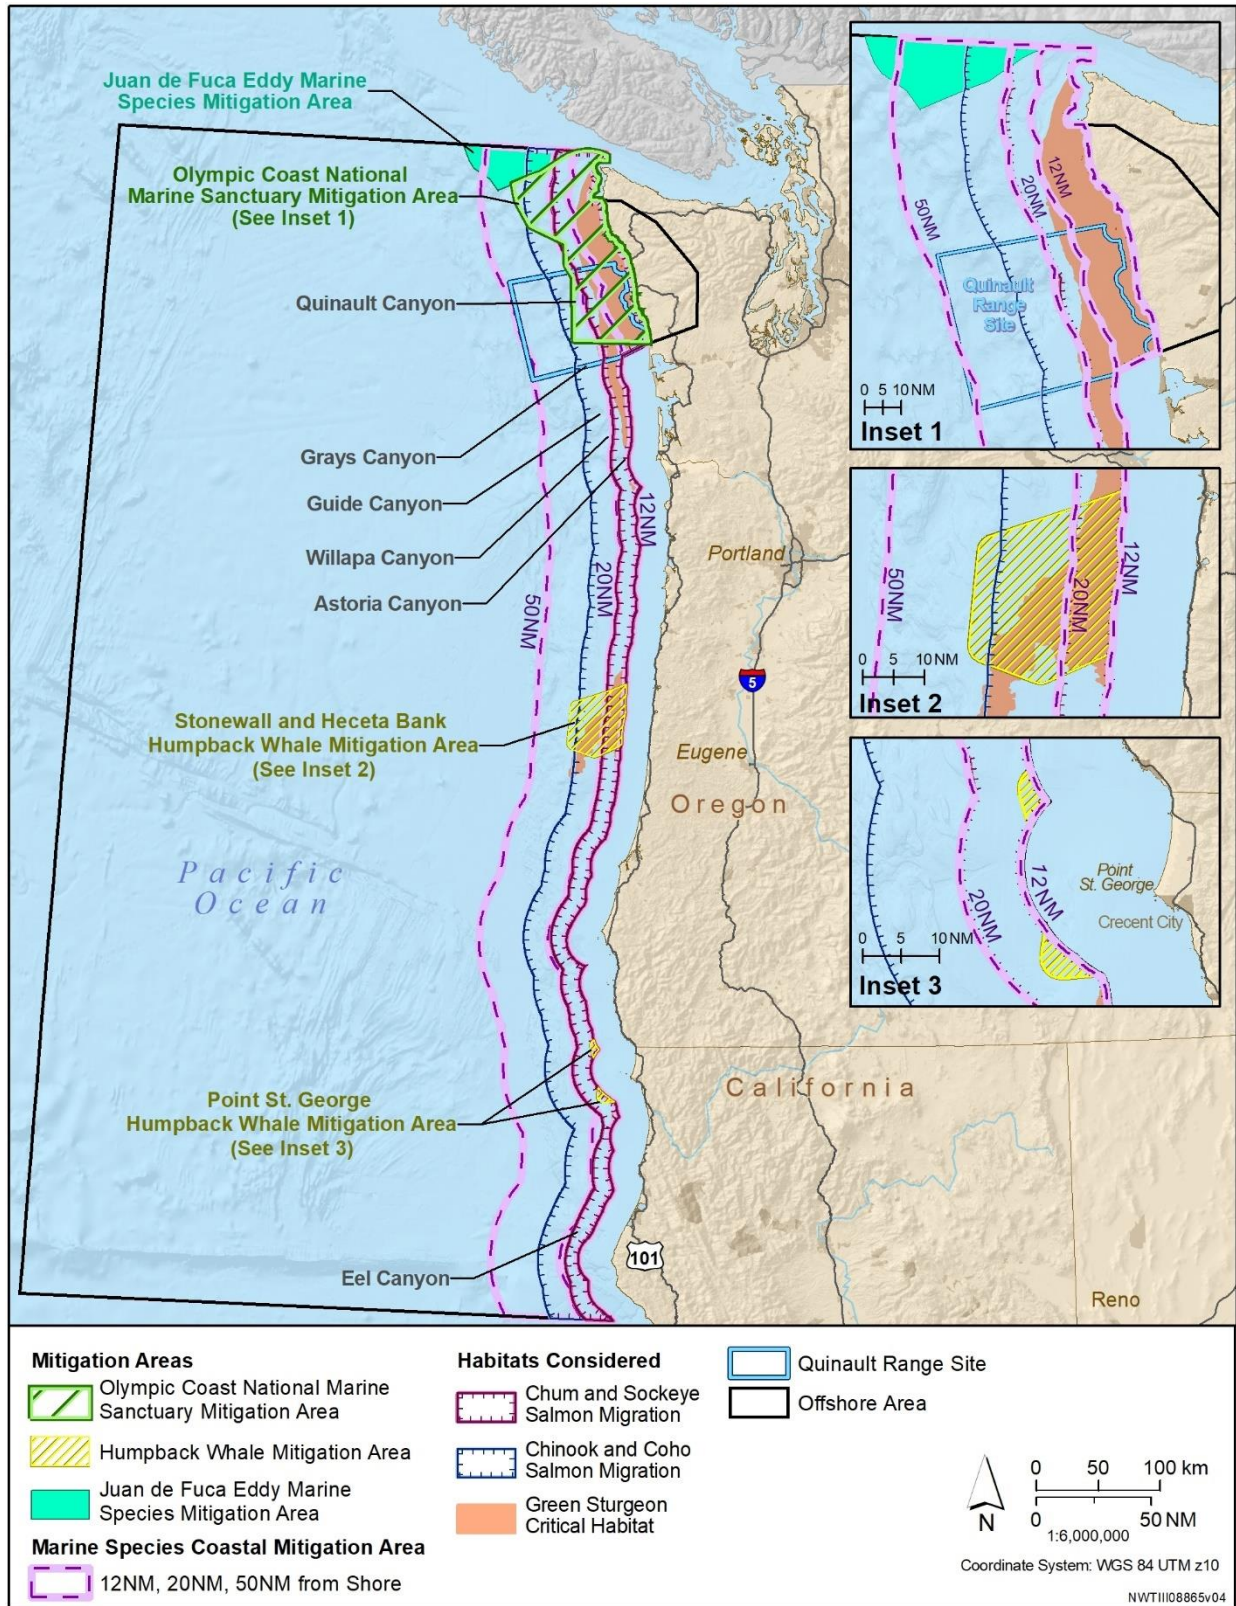 Juan de Fuca Eddy Marine
Species Mitigation Area
Olympic Coast National
Marine Sanctuary Mitigation Area
(See Inset 1)
Quinault Canyon
Grays Canyon
Guide Canyon
Willapa Canyon
Astoria Canyon
12NM
20NM
50NM
Portland
5
Stonewall and Heceta Bank
Humpback Whale Mitigation Area
(See Inset 2)
Eugene
Oregon
Pacific
Ocean
Point St. George
Humpback Whale Mitigation Area
(See Inset 3)
California
Eel Canyon
101
Reno
12NM
20NM
50NM
Quinault
Range
Site
0 5 10 NM
Inset 1
50NM
20NM
12NM
0 5 10 NM
Inset 2
20NM
12NM
Point
St. George
Crecent City
0 5 10 NM
Inset 3
Mitigation Areas
Olympic Coast National Marine
Sanctuary Mitigation Area
Humpback Whale Mitigation Area
Juan de Fuca Eddy Marine
Species Mitigation Area
Marine Species Coastal Mitigation Area
12NM, 20NM, 50NM from Shore
Habitats Considered
Chum and Sockeye
Salmon Migration
Chinook and Coho
Salmon Migration
Green Sturgeon
Critical Habitat
Quinault Range Site
Offshore Area
N
0 50 100 km
0 50 NM
1:6,000,000
Coordinate System: WGS 84 UTM z10
NWTIII08865v04